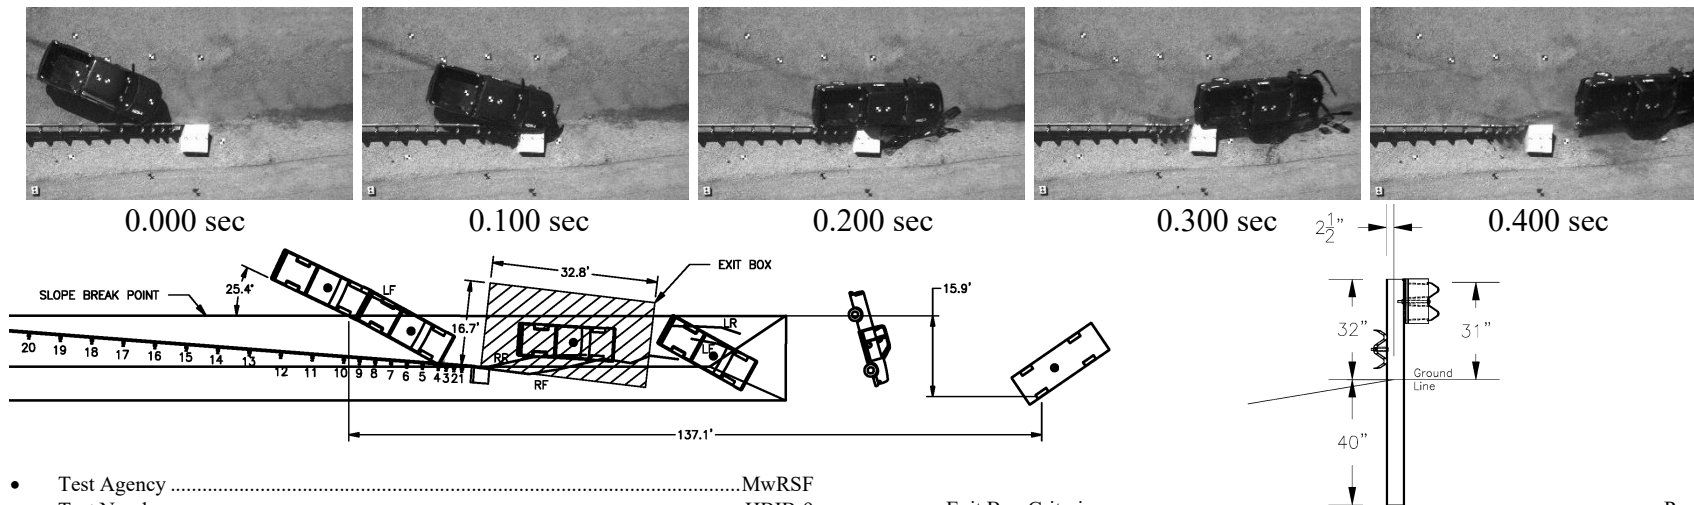 0.000 sec
0.100 sec
0.200 sec
0.300 sec
0.400 sec
2 1/2"
EXIT BOX
32.8'
SLOPE BREAK POINT
25.4°
LF
16.7'
15.9'
LR
LF
RR
RF
20 19 18 17 16 15 14 13 12 11 10 9 8 7 6 5 4 3 2 1
137.1'
32"
31"
Ground
Line
40"
• Test Agency ........ MwRSF